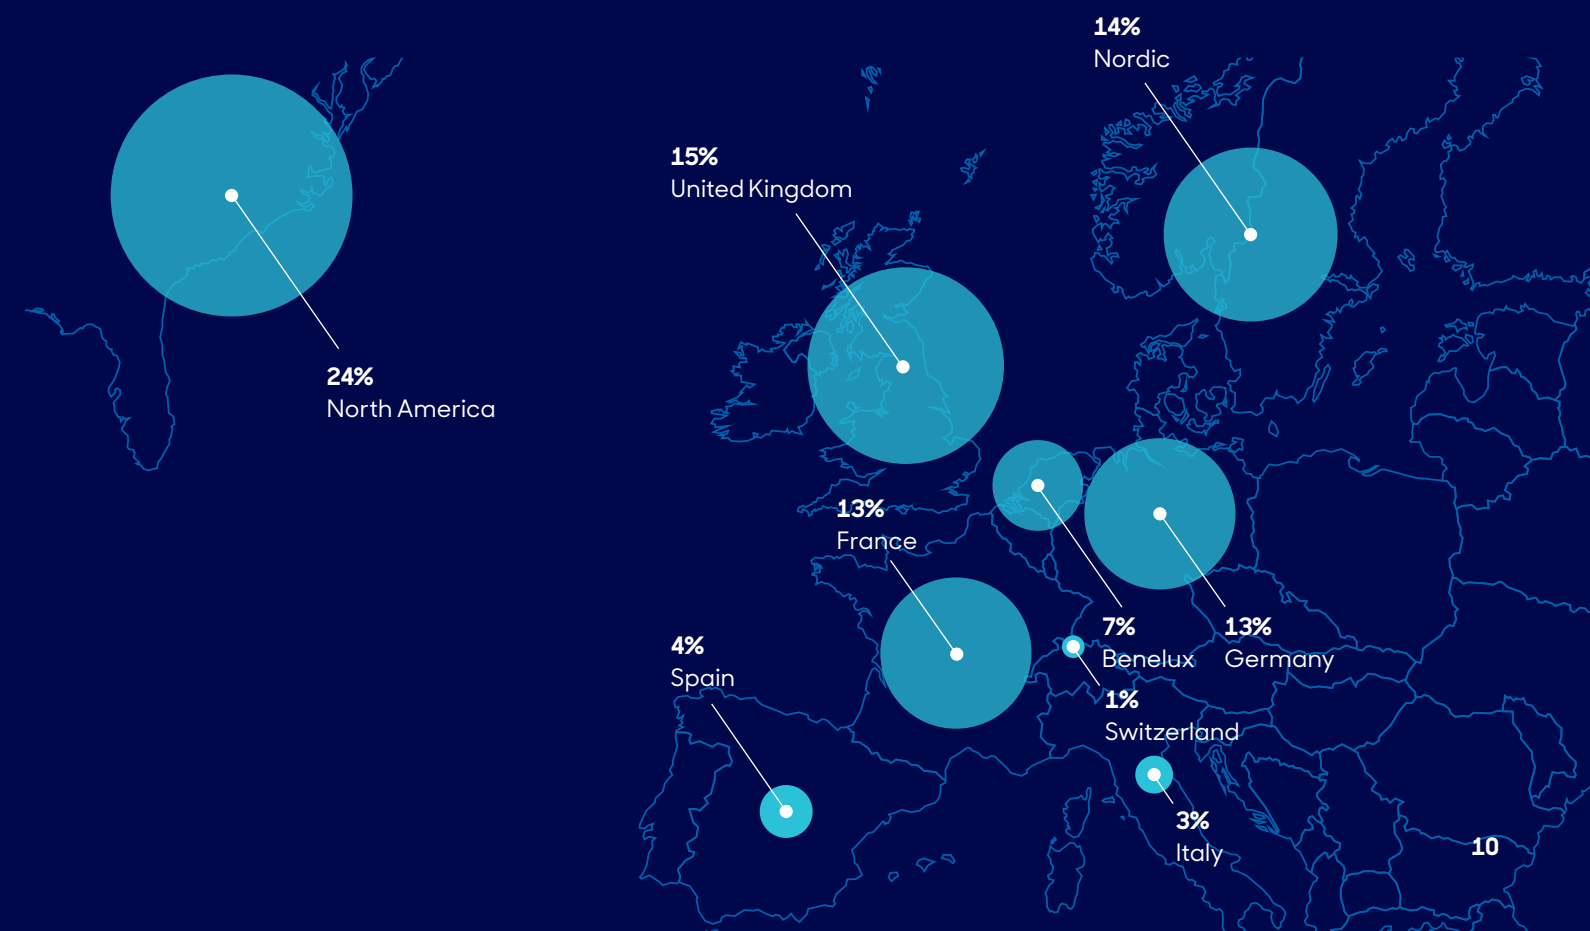 14%
Nordic
15%
United Kingdom
24%
North America
13%
France
7%
Benelux
13%
Germany
4%
Spain
1%
Switzerland
3%
Italy
10